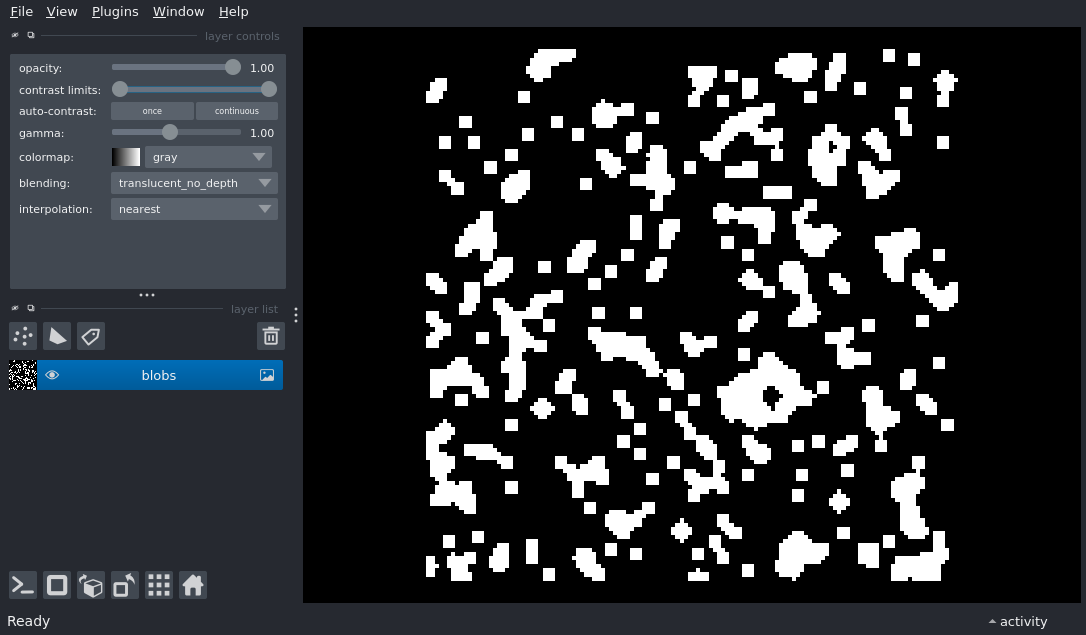 File View Plugins Window Help
layer controls
opacity: 1.00
contrast limits:
auto-contrast: once continuous
gamma: 1.00
colormap: gray
blending: translucent_no_depth
interpolation: nearest
layer list
blobs
Ready
activity